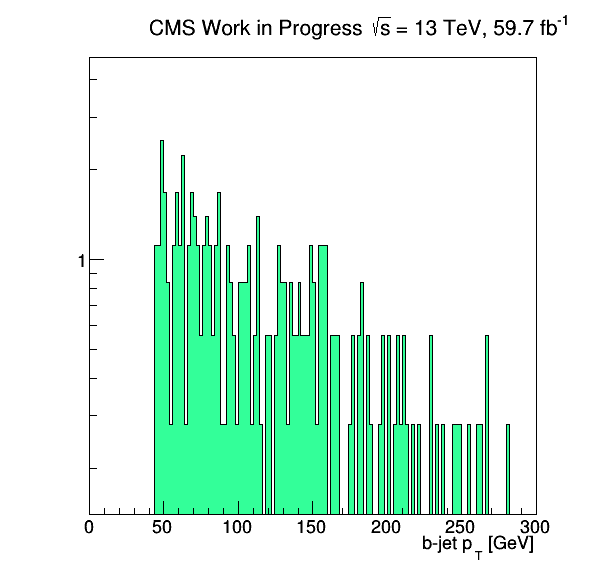 CMS Work in Progress √s = 13 TeV, 59.7 fb⁻¹
1
0 50 100 150 200 250 300
b-jet p_T [GeV]